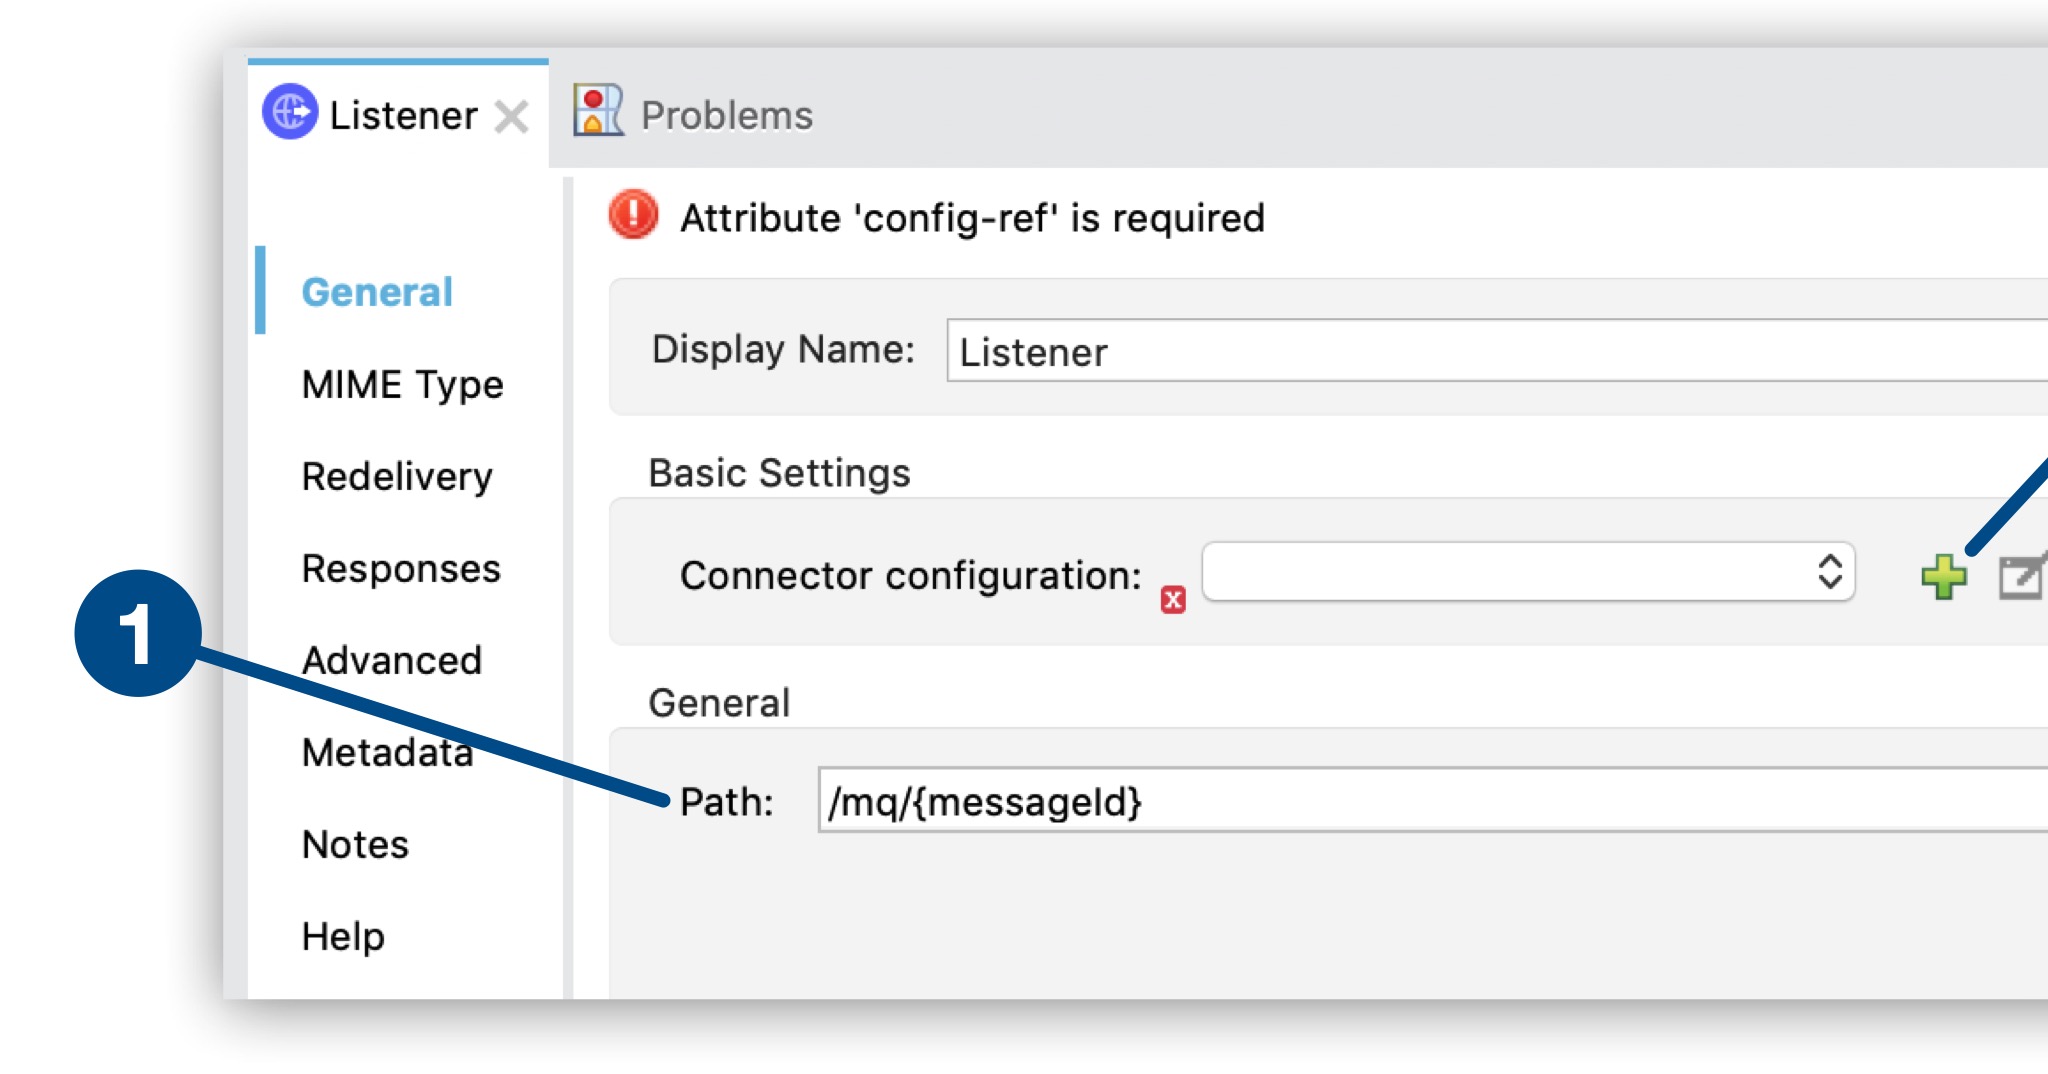 Listener
Problems
Attribute 'config-ref' is required
General
Display Name: Listener
MIME Type
Redelivery
Basic Settings
Responses
Connector configuration:
1
Advanced
General
Metadata
Path: /mq/{messageId}
Notes
Help